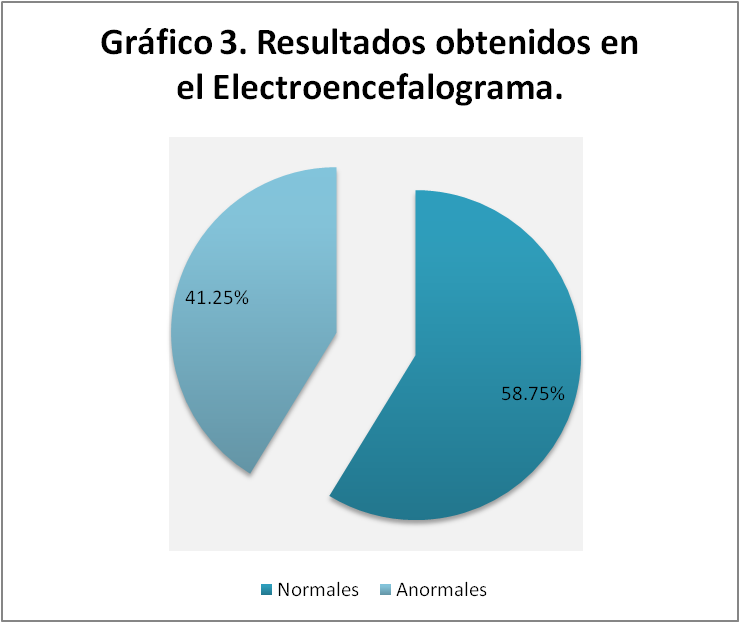 Gráfico 3. Resultados obtenidos en
el Electroencefalograma.
41.25%
58.75%
Normales Anormales